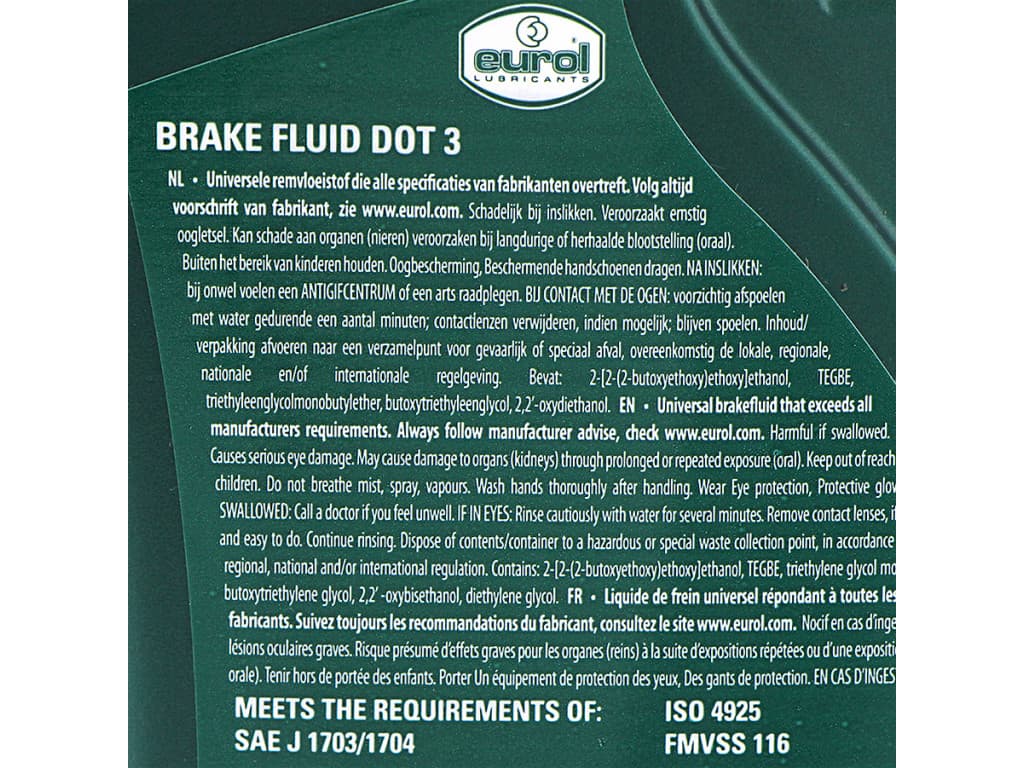 eurol®
LUBRICANTS
BRAKE FLUID DOT 3
NL • Universele remvloeistof die alle specificaties van fabrikanten overtreft. Volg altijd
voorschrift van fabrikant, zie www.eurol.com. Schadelijk bij inslikken. Veroorzaakt ernstig
oogletsel. Kan schade aan organen (nieren) veroorzaken bij langdurige of herhaalde blootstelling (oraal).
Buiten het bereik van kinderen houden. Oogbescherming, Beschermende handschoenen dragen. NA INSLIKKEN:
bij onwel voelen een ANTIGIFCENTRUM of een arts raadplegen. BIJ CONTACT MET DE OGEN: voorzichtig afspoelen
met water gedurende een aantal minuten; contactlenzen verwijderen, indien mogelijk; blijven spoelen. Inhoud/
verpakking afvoeren naar een verzamelpunt voor gevaarlijk of speciaal afval, overeenkomstig de lokale, regionale,
nationale en/of internationale regelgeving. Bevat: 2-[2-(2-butoxyethoxy)ethoxy]ethanol, TEGBE,
triethyleenglycolmonobutylether, butoxytriethyleenglycol, 2,2'-oxydiethanol. EN • Universal brakefluid that exceeds all
manufacturers requirements. Always follow manufacturer advise, check www.eurol.com. Harmful if swallowed.
Causes serious eye damage. May cause damage to organs (kidneys) through prolonged or repeated exposure (oral). Keep out of reach
children. Do not breathe mist, spray, vapours. Wash hands thoroughly after handling. Wear Eye protection, Protective glov
SWALLOWED: Call a doctor if you feel unwell. IF IN EYES: Rinse cautiously with water for several minutes. Remove contact lenses, if
and easy to do. Continue rinsing. Dispose of contents/container to a hazardous or special waste collection point, in accordance
regional, national and/or international regulation. Contains: 2-[2-(2-butoxyethoxy)ethoxy]ethanol, TEGBE, triethylene glycol mo
butoxytriethylene glycol, 2,2'-oxybisethanol, diethylene glycol. FR • Liquide de frein universel répondant à toutes les
fabricants. Suivez toujours les recommandations du fabricant, consultez le site www.eurol.com. Nocif en cas d'inge
lésions oculaires graves. Risque présumé d'effets graves pour les organes (reins) à la suite d'expositions répétées ou d'une expositi
orale). Tenir hors de portée des enfants. Porter Un équipement de protection des yeux, Des gants de protection. EN CAS D'INGEST
MEETS THE REQUIREMENTS OF: ISO 4925
SAE J 1703/1704 FMVSS 116